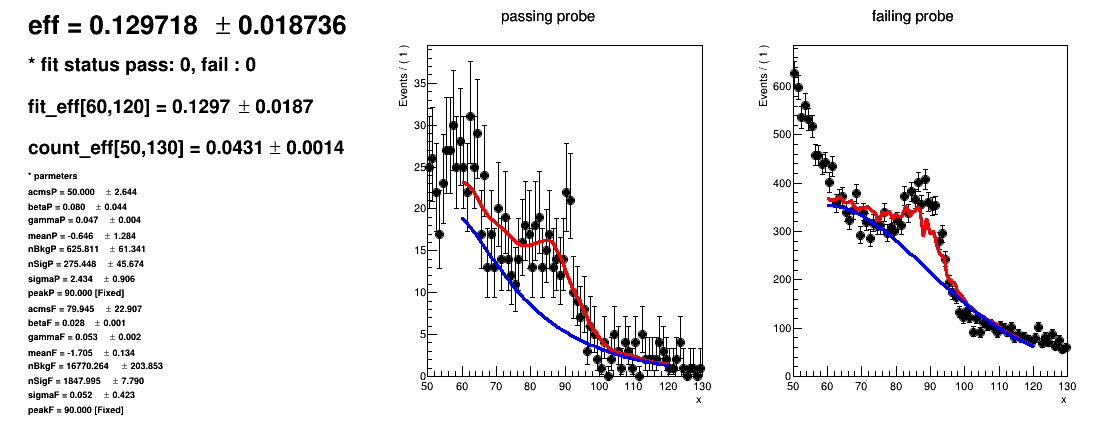 eff = 0.129718 ± 0.018736
* fit status pass: 0, fail : 0
fit_eff[60,120] = 0.1297 ± 0.0187
count_eff[50,130] = 0.0431 ± 0.0014
* parmeters
acmsP = 50.000 ± 2.644
betaP = 0.080 ± 0.044
gammaP = 0.047 ± 0.004
meanP = -0.646 ± 1.284
nBkgP = 625.811 ± 61.341
nSigP = 275.448 ± 45.674
sigmaP = 2.434 ± 0.906
peakP = 90.000 [Fixed]
acmsF = 79.945 ± 22.907
betaF = 0.028 ± 0.001
gammaF = 0.053 ± 0.002
meanF = -1.705 ± 0.134
nBkgF = 16770.264 ± 203.853
nSigF = 1847.995 ± 7.790
sigmaF = 0.052 ± 0.423
peakF = 90.000 [Fixed]
passing probe
Events / ( 1 )
35
30
25
20
15
10
5
0
50 60 70 80 90 100 110 120 130
x
failing probe
Events / ( 1 )
600
500
400
300
200
100
0
50 60 70 80 90 100 110 120 130
x